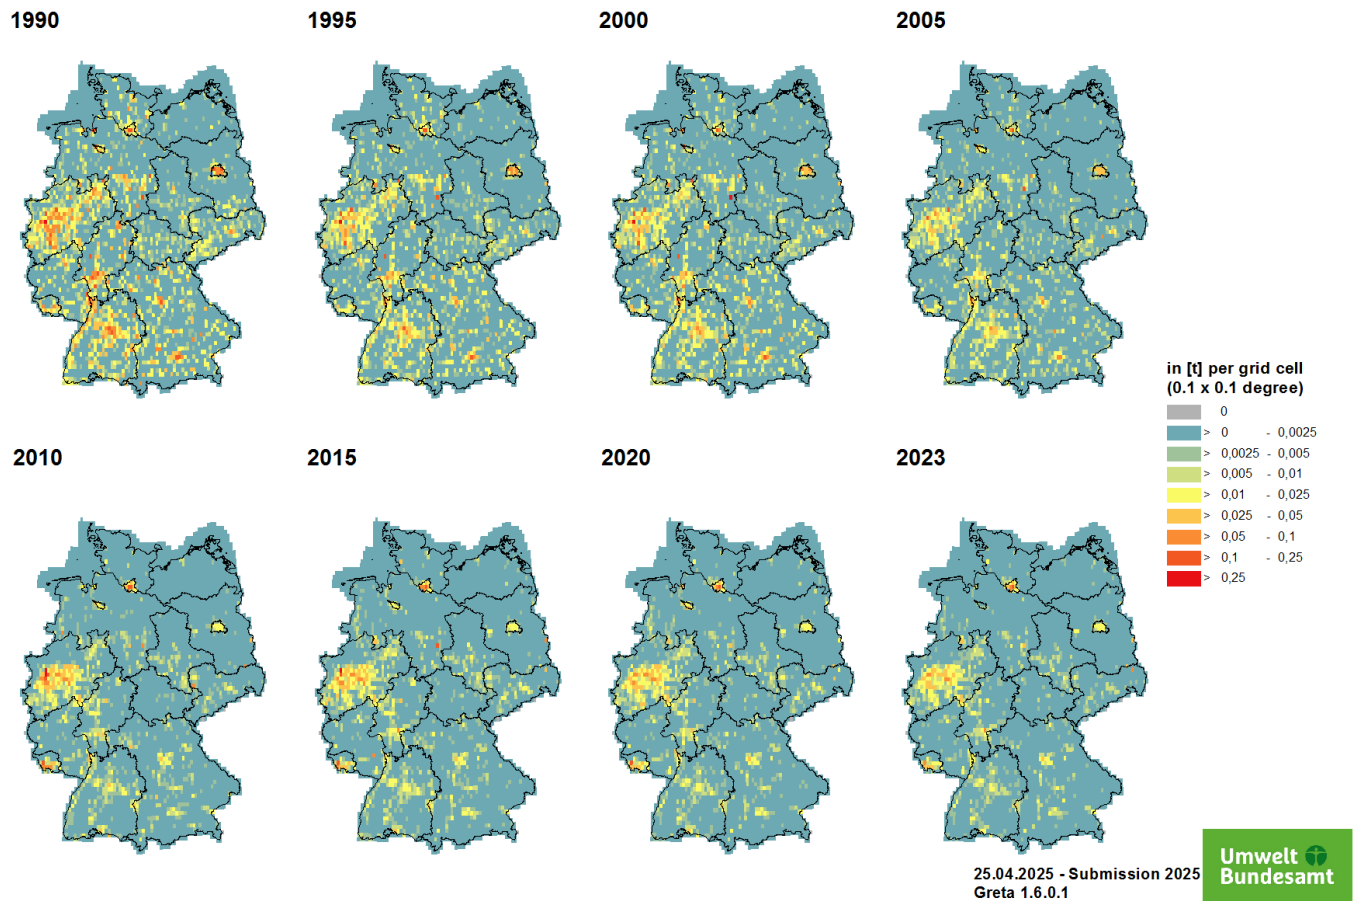 1990
1995
2000
2005
in [t] per grid cell
(0.1 x 0.1 degree)
0
> 0 - 0,0025
> 0,0025 - 0,005
> 0,005 - 0,01
> 0,01 - 0,025
> 0,025 - 0,05
> 0,05 - 0,1
> 0,1 - 0,25
> 0,25
2010
2015
2020
2023
25.04.2025 - Submission 2025
Greta 1.6.0.1
Umwelt
Bundesamt